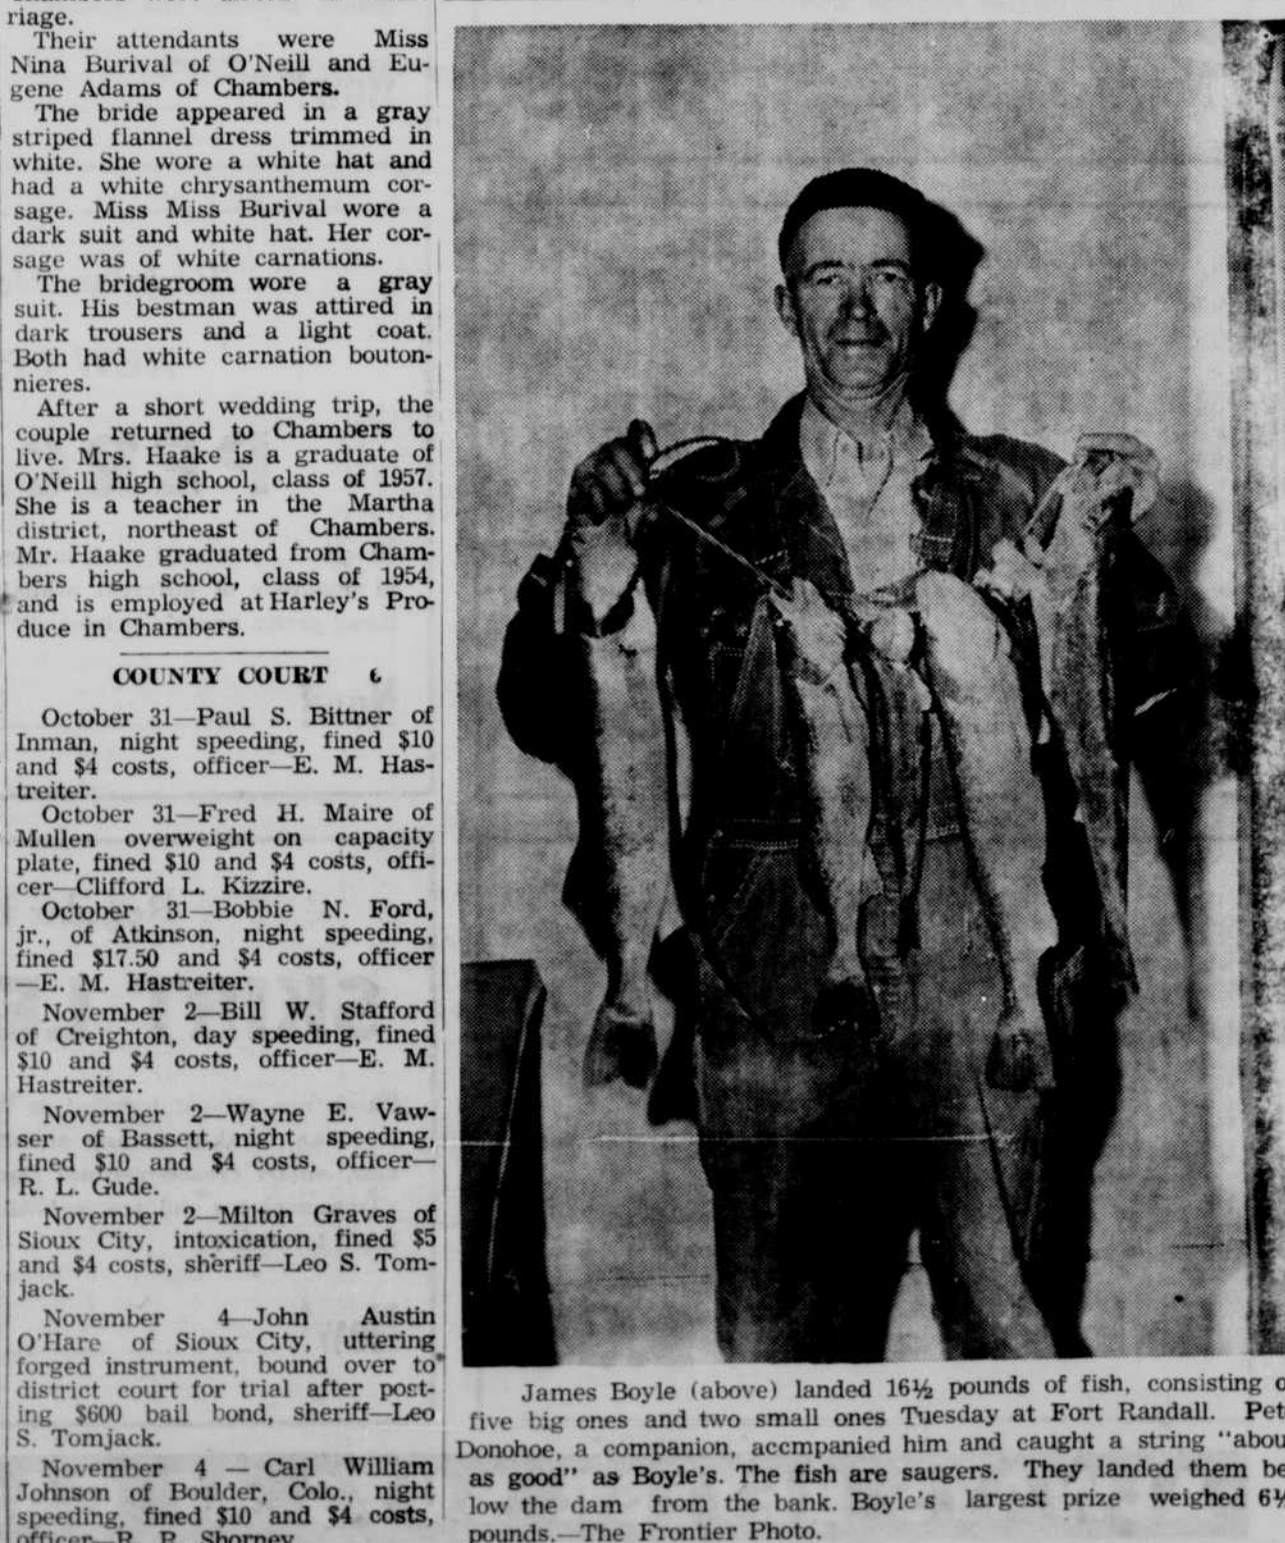 riage.
Their attendants were Miss
Nina Burival of O'Neill and Eu-
gene Adams of Chambers.
The bride appeared in a gray
striped flannel dress trimmed in
white. She wore a white hat and
had a white chrysanthemum cor-
sage. Miss Miss Burival wore a
dark suit and white hat. Her cor-
sage was of white carnations.
The bridegroom wore a gray
suit. His bestman was attired in
dark trousers and a light coat.
Both had white carnation bouton-
nieres.
After a short wedding trip, the
couple returned to Chambers to
live. Mrs. Haake is a graduate of
O'Neill high school, class of 1957.
She is a teacher in the Martha
district, northeast of Chambers.
Mr. Haake graduated from Cham-
bers high school, class of 1954,
and is employed at Harley's Pro-
duce in Chambers.
COUNTY COURT 6
October 31—Paul S. Bittner of
Inman, night speeding, fined $10
and $4 costs, officer—E. M. Has-
treiter.
October 31—Fred H. Maire of
Mullen overweight on capacity
plate, fined $10 and $4 costs, offi-
cer—Clifford L. Kizzire.
October 31—Bobbie N. Ford,
jr., of Atkinson, night speeding,
fined $17.50 and $4 costs, officer
—E. M. Hastreiter.
November 2—Bill W. Stafford
of Creighton, day speeding, fined
$10 and $4 costs, officer—E. M.
Hastreiter.
November 2—Wayne E. Vaw-
ser of Bassett, night speeding,
fined $10 and $4 costs, officer—
R. L. Gude.
November 2—Milton Graves of
Sioux City, intoxication, fined $5
and $4 costs, sheriff—Leo S. Tom-
jack.
November 4—John Austin
O'Hare of Sioux City, uttering
forged instrument, bound over to
district court for trial after post-
ing $600 bail bond, sheriff—Leo
S. Tomjack.
November 4 — Carl William
Johnson of Boulder, Colo., night
speeding, fined $10 and $4 costs,
officer—R. R. Shorney
James Boyle (above) landed 16½ pounds of fish, consisting o
five big ones and two small ones Tuesday at Fort Randall. Pet
Donohoe, a companion, accmpanied him and caught a string "abou
as good" as Boyle's. The fish are saugers. They landed them be
low the dam from the bank. Boyle's largest prize weighed 6½
pounds.—The Frontier Photo.